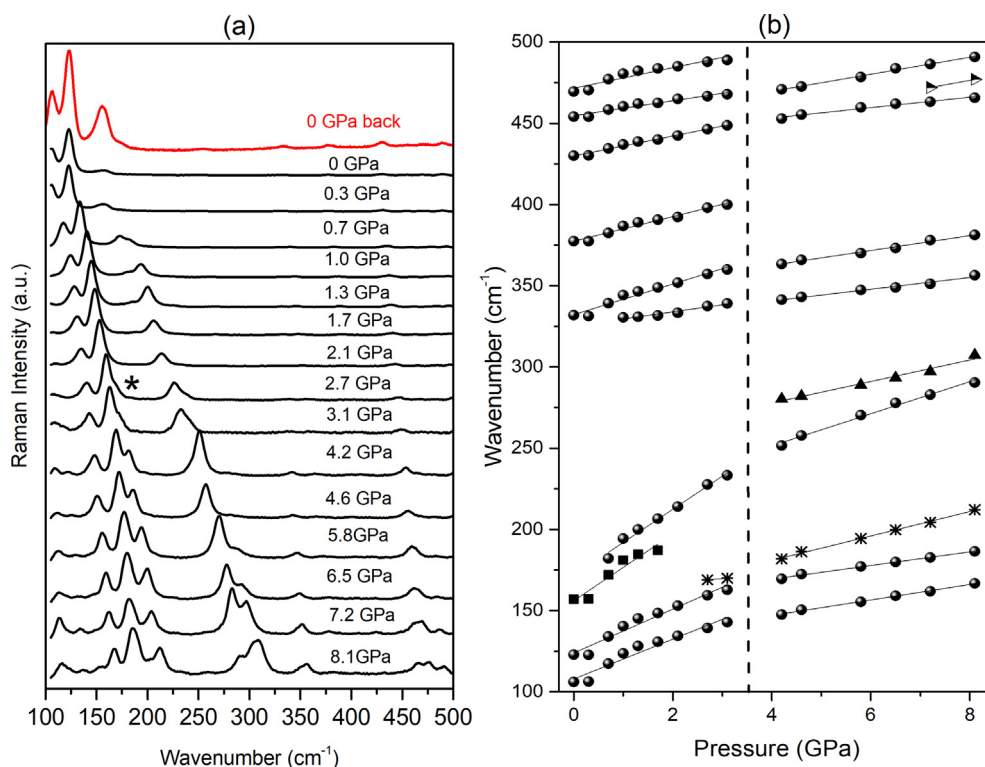 (a)
(b)
0 GPa back
0 GPa
0.3 GPa
0.7 GPa
1.0 GPa
1.3 GPa
1.7 GPa
2.1 GPa
2.7 GPa
*
3.1 GPa
4.2 GPa
4.6 GPa
5.8GPa
6.5 GPa
7.2 GPa
8.1GPa
Raman Intensity (a.u.)
100 150 200 250 300 350 400 450 500
Wavenumber (cm⁻¹)
Wavenumber (cm⁻¹)
500
450
400
350
300
250
200
150
100
0 2 4 6 8
Pressure (GPa)